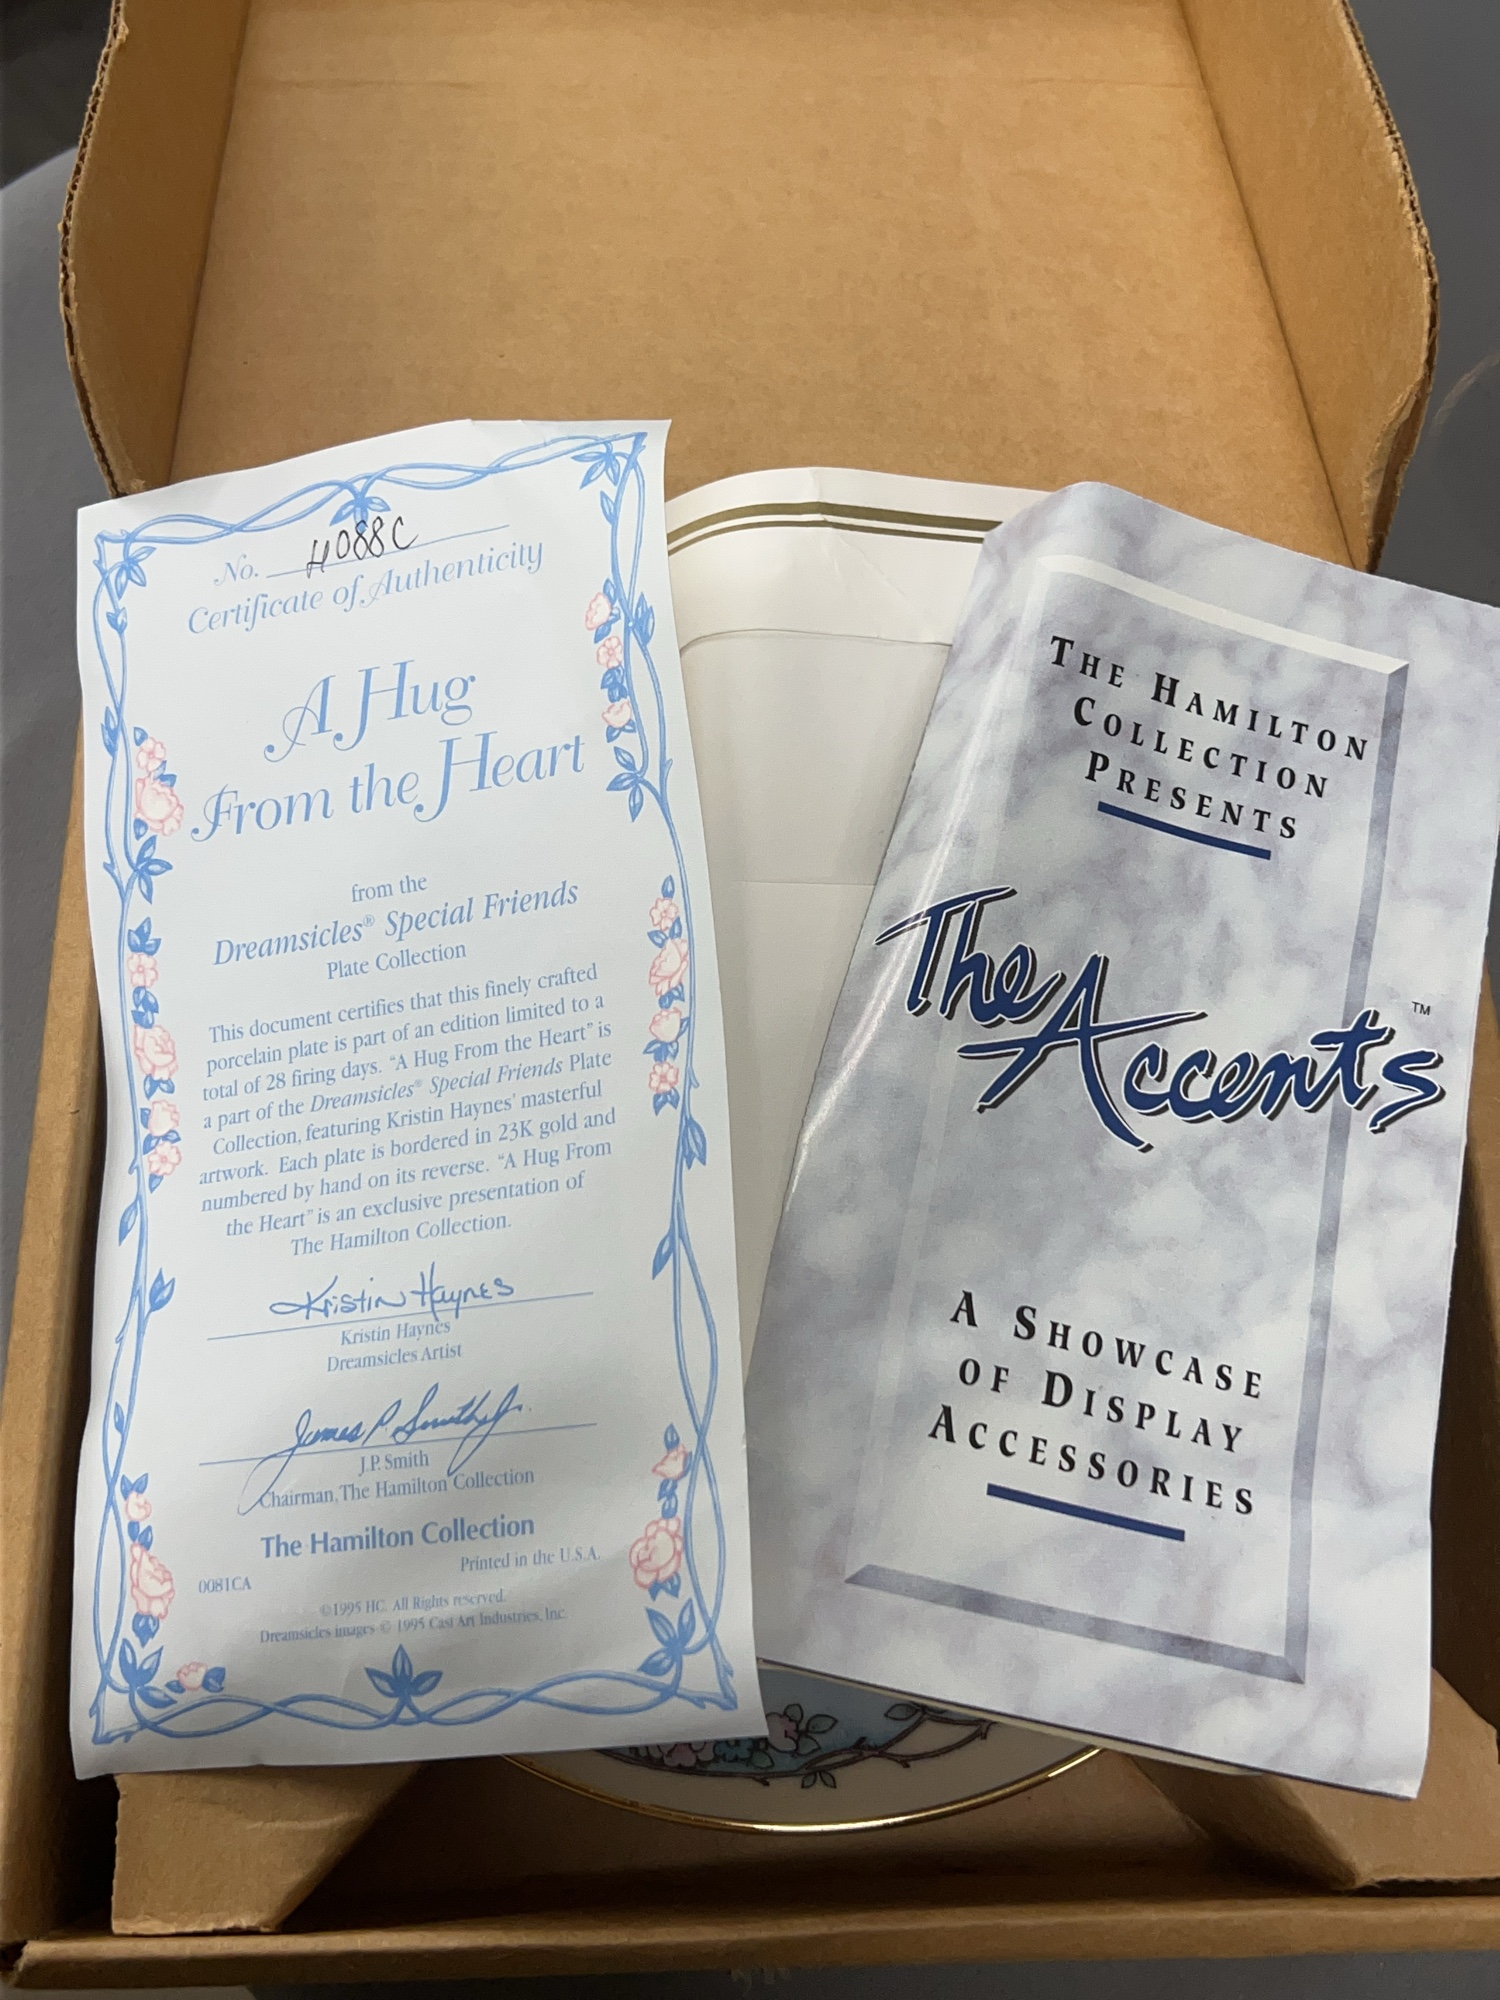 No. 4088C
Certificate of Authenticity
A Hug
From the Heart
from the
Dreamsicles® Special Friends
Plate Collection
This document certifies that this finely crafted
porcelain plate is part of an edition limited to a
total of 28 firing days. “A Hug From the Heart” is
a part of the Dreamsicles® Special Friends Plate
Collection, featuring Kristin Haynes’ masterful
artwork. Each plate is bordered in 23K gold and
numbered by hand on its reverse. “A Hug From
the Heart” is an exclusive presentation of
The Hamilton Collection.
Kristin Haynes
Kristin Haynes
Dreamsicles Artist
James P. Smith Jr.
J.P. Smith
Chairman, The Hamilton Collection
The Hamilton Collection
Printed in the U.S.A.
0081CA
©1995 HC. All Rights reserved.
Dreamsicles images © 1995 Cast Art Industries, Inc.
THE HAMILTON
COLLECTION
PRESENTS
The Accents™
A SHOWCASE
OF DISPLAY
ACCESSORIES